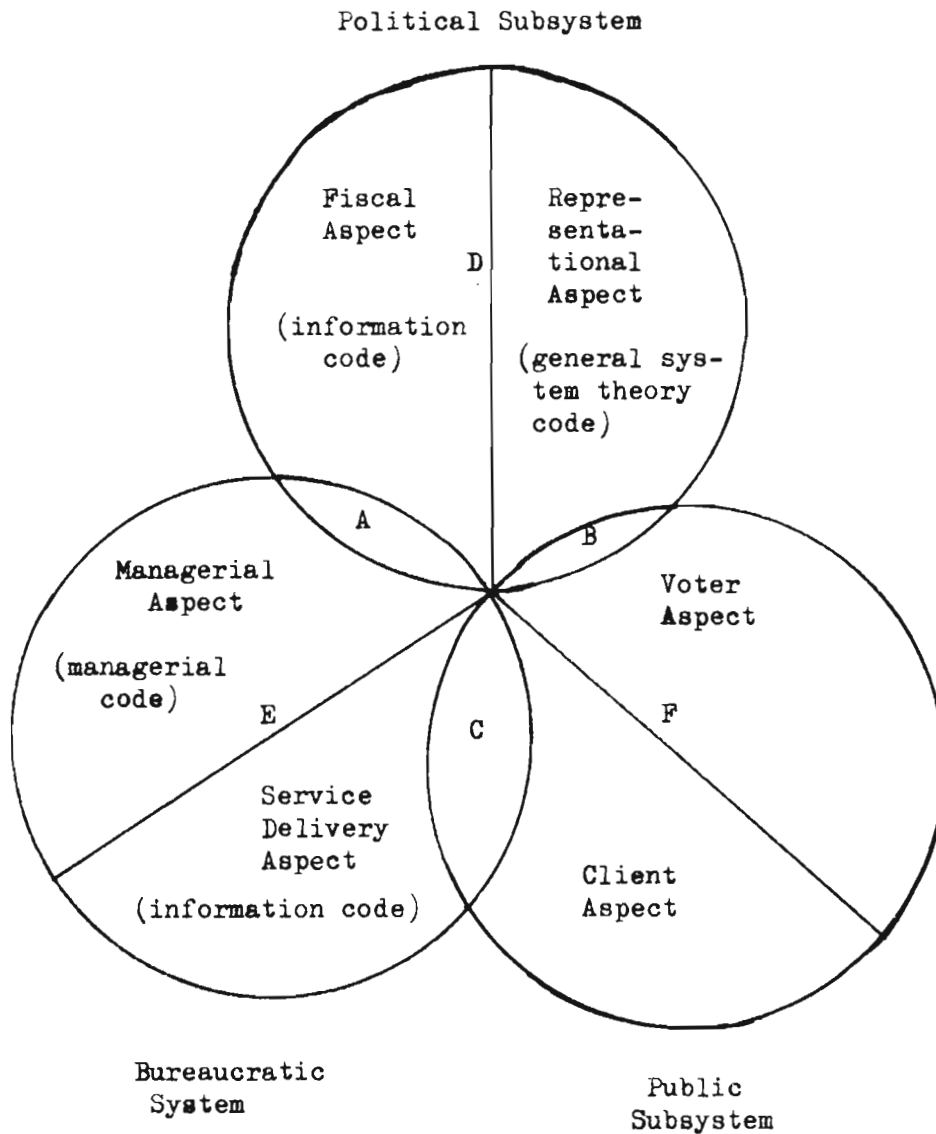 Political Subsystem
Fiscal
Aspect
(information
code)
D
Repre-
senta-
tional
Aspect
(general sys-
tem theory
code)
A
B
Managerial
Aspect
(managerial
code)
E
Service
Delivery
Aspect
(information code)
C
Voter
Aspect
F
Client
Aspect
Bureaucratic
System
Public
Subsystem